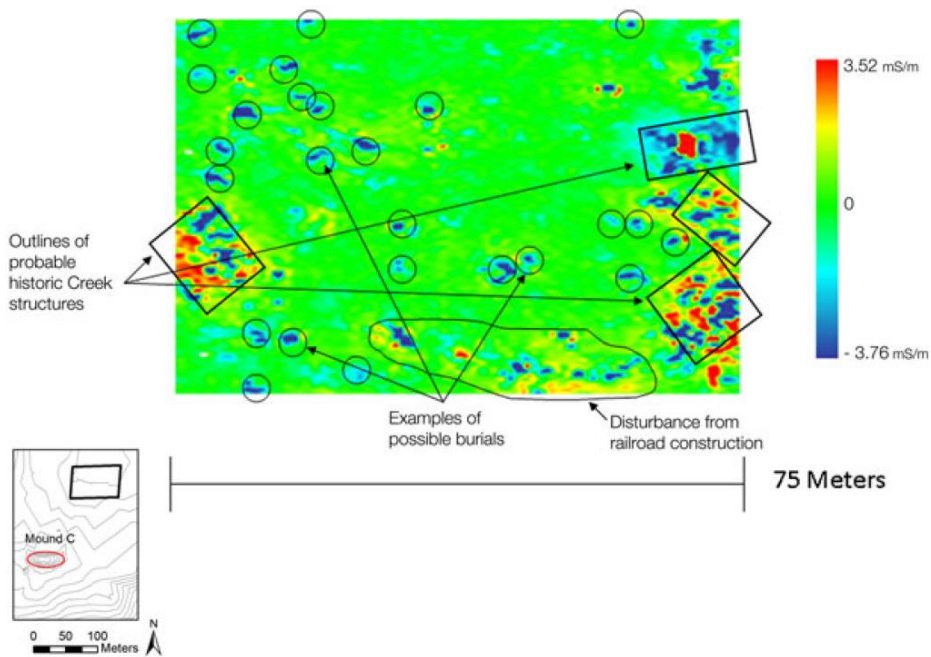 3.52 mS/m
0
- 3.76 mS/m
Outlines of
probable
historic Creek
structures
Examples of
possible burials
Disturbance from
railroad construction
75 Meters
Mound C
N
0 50 100
Meters